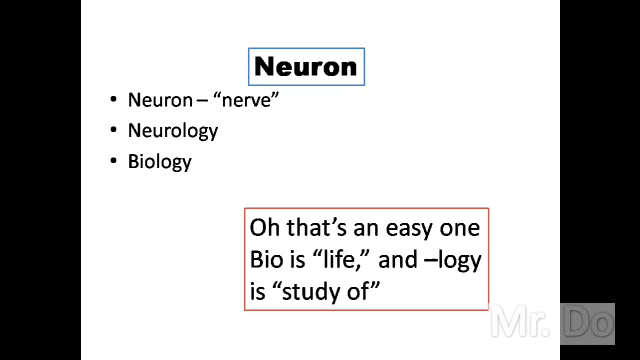 Neuron
• Neuron – “nerve”
• Neurology
• Biology
Oh that’s an easy one
Bio is “life,” and –logy
is “study of”
Mr. Do